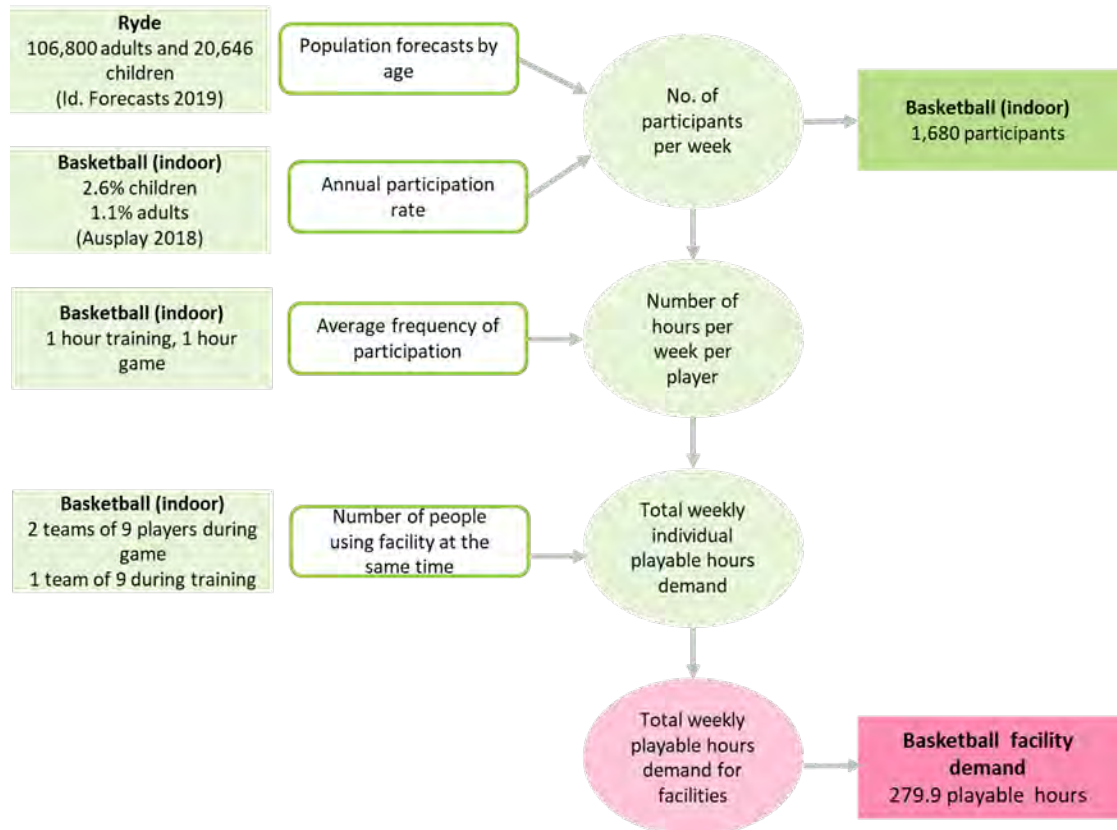 Ryde
106,800 adults and 20,646
children
(Id. Forecasts 2019)
Population forecasts by
age
No. of
participants
per week
Basketball (indoor)
1,680 participants
Basketball (indoor)
2.6% children
1.1% adults
(Ausplay 2018)
Annual participation
rate
Basketball (indoor)
1 hour training, 1 hour
game
Average frequency of
participation
Number of
hours per
week per
player
Basketball (indoor)
2 teams of 9 players during
game
1 team of 9 during training
Number of people
using facility at the
same time
Total weekly
individual
playable hours
demand
Total weekly
playable hours
demand for
facilities
Basketball facility
demand
279.9 playable hours